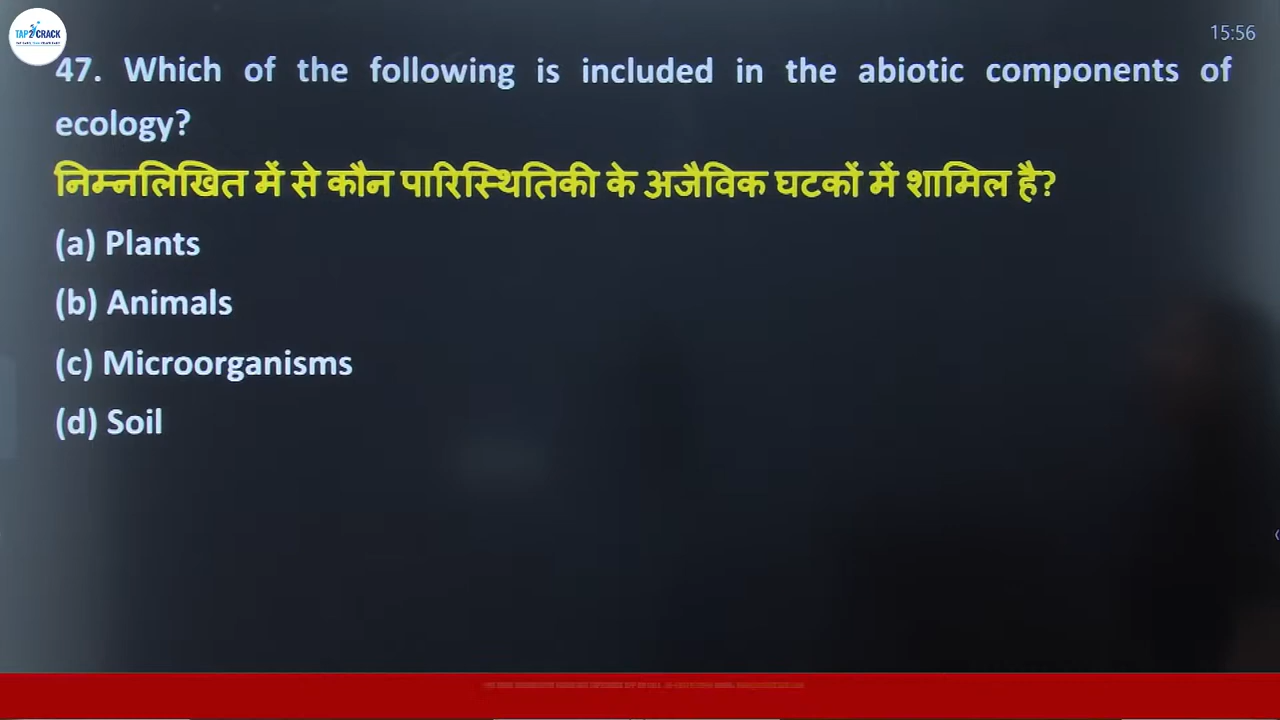 TAP2CRACK
15:56
47. Which of the following is included in the abiotic components of
ecology?
निम्नलिखित में से कौन पारिस्थितिकी के अजैविक घटकों में शामिल है?
(a) Plants
(b) Animals
(c) Microorganisms
(d) Soil